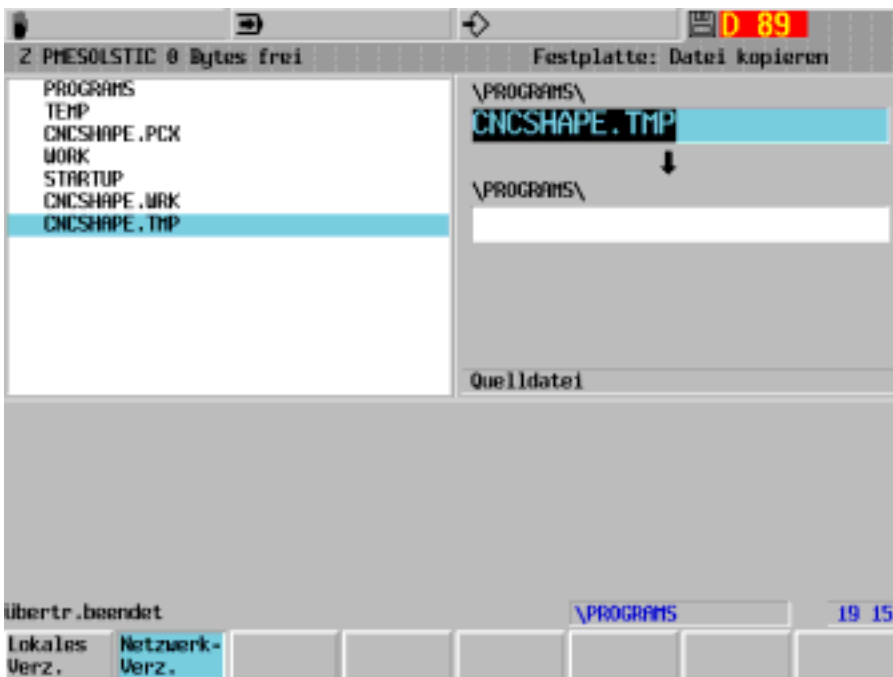 D 89
Z PMESOLSTIC 0 Bytes frei
Festplatte: Datei kopieren
PROGRAMS
TEMP
CNCSHAPE.PCX
WORK
STARTUP
CNCSHAPE.WRK
CNCSHAPE.TMP
\PROGRAMS\
CNCSHAPE.TMP
\PROGRAMS\
Quelldatei
übertr.beendet
\PROGRAMS
19 15
Lokales Verz.
Netzwerk-Verz.